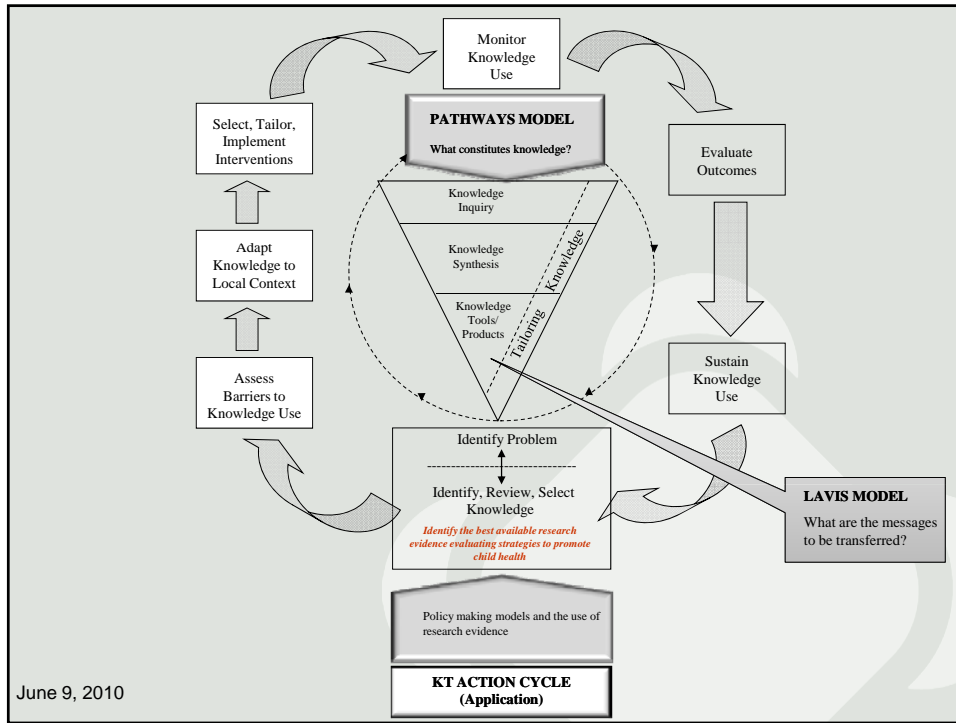 Monitor
Knowledge
Use
PATHWAYS MODEL
What constitutes knowledge?
Select, Tailor,
Implement
Interventions
Evaluate
Outcomes
Knowledge
Inquiry
Knowledge
Synthesis
Knowledge
Tools/
Products
Tailoring Knowledge
Adapt
Knowledge to
Local Context
Assess
Barriers to
Knowledge Use
Sustain
Knowledge
Use
Identify Problem
Identify, Review, Select
Knowledge
Identify the best available research
evidence evaluating strategies to promote
child health
LAVIS MODEL
What are the messages
to be transferred?
Policy making models and the use of
research evidence
KT ACTION CYCLE
(Application)
June 9, 2010